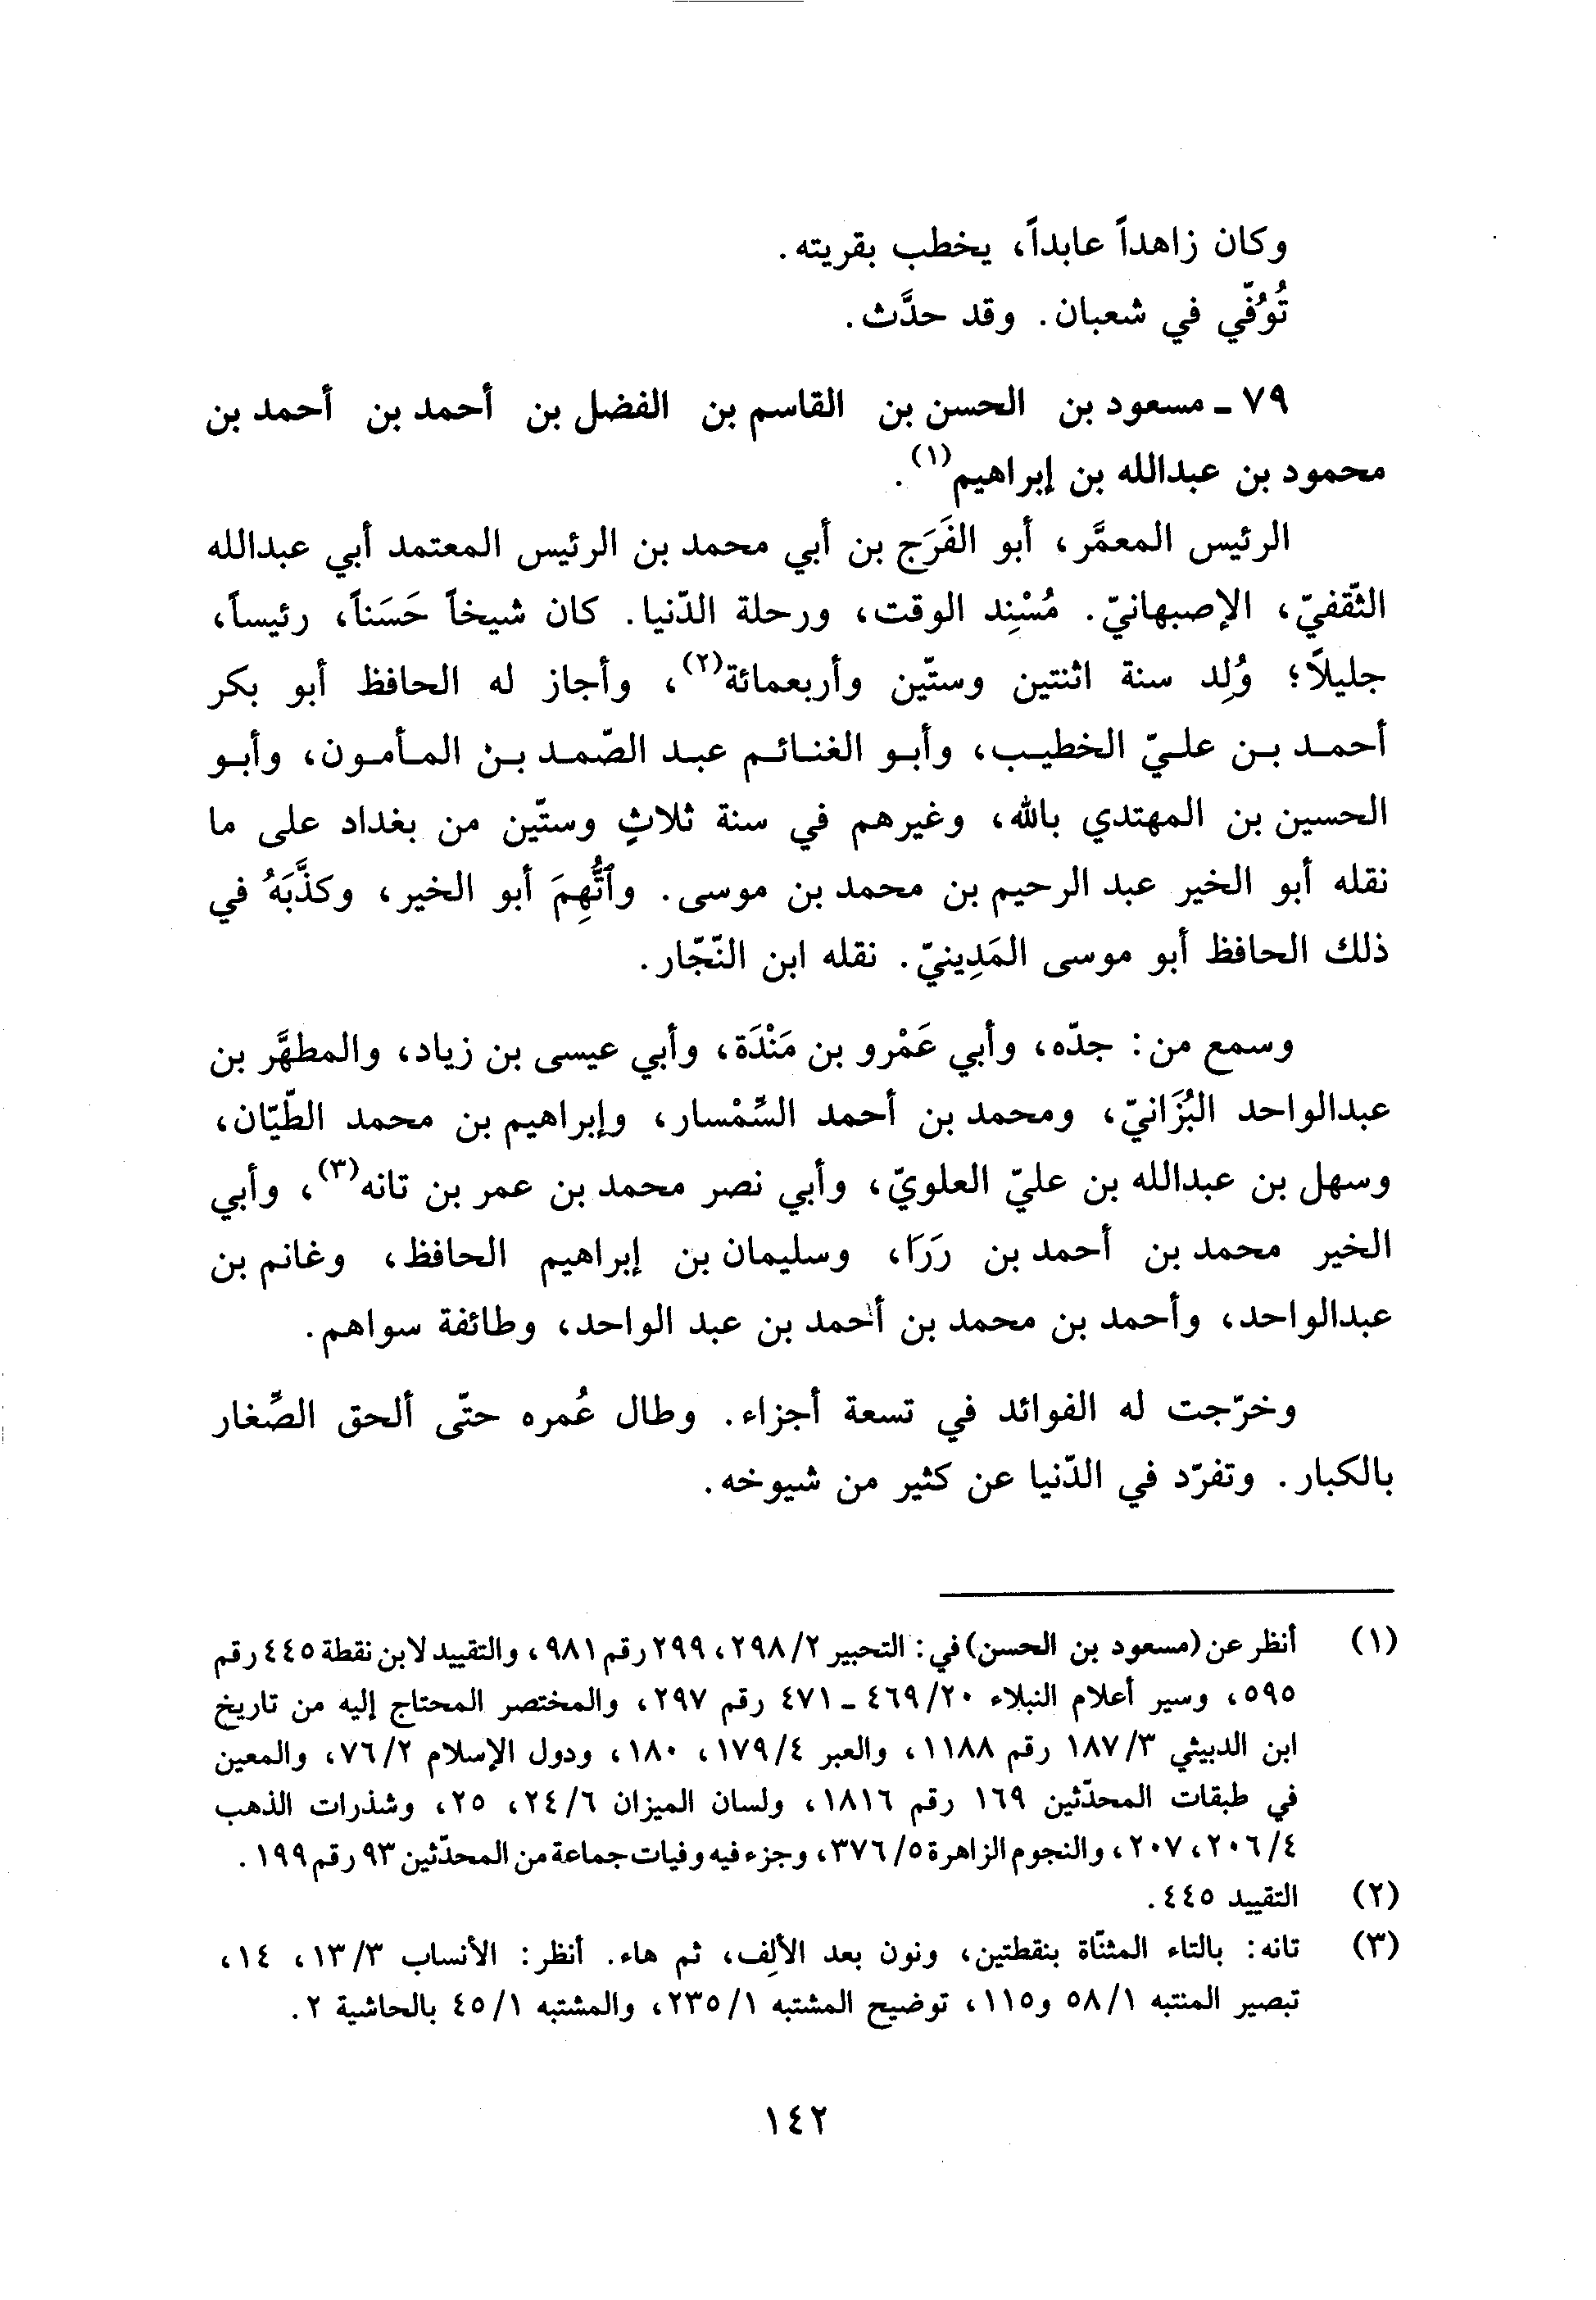 وكان زاهداً عابداً، يخطب بقريته.
تُوُفّي في شعبان. وقد حدَّث.
٧٩ ـ مسعود بن الحسن بن القاسم بن الفضل بن أحمد بن أحمد بن
محمود بن عبدالله بن إبراهيم(١).
الرئيس المعمَّر، أبو الفَرَج بن أبي محمد بن الرئيس المعتمد أبي عبدالله
الثّقفيّ، الإصبهانيّ. مُسْنِد الوقت، ورحلة الدّنيا. كان شيخاً حَسَناً، رئيساً،
جليلاً؛ وُلِد سنة اثنتين وستّين وأربعمائة(٢)، وأجاز له الحافظ أبو بكر
أحمـد بـن علـيّ الخطيـب، وأبـو الغنـائـم عبـد الصّمـد بـن المـأمـون، وأبـو
الحسين بن المهتدي بالله، وغيرهم في سنة ثلاثٍ وستّين من بغداد على ما
نقله أبو الخير عبد الرحيم بن محمد بن موسى. وٱتُّهِمَ أبو الخير، وكذَّبَهُ في
ذلك الحافظ أبو موسى المَدِينيّ. نقله ابن النّجّار.
وسمع من: جدّه، وأبي عَمْرو بن مَنْدَة، وأبي عيسى بن زياد، والمطهَّر بن
عبدالواحد البُزَانيّ، ومحمد بن أحمد السِّمْسار، وإبراهيم بن محمد الطّيّان،
وسهل بن عبدالله بن عليّ العلويّ، وأبي نصر محمد بن عمر بن تانه(٣)، وأبي
الخير محمد بن أحمد بن رَرَا، وسليمان بن إبراهيم الحافظ، وغانم بن
عبدالواحد، وأحمد بن محمد بن أحمد بن عبد الواحد، وطائفة سواهم.
وخرّجت له الفوائد في تسعة أجزاء. وطال عُمره حتّى ألحق الصِّغار
بالكبار. وتفرّد في الدّنيا عن كثير من شيوخه.
(١) أنظر عن (مسعود بن الحسن) في: التحبير ٢/ ٢٩٨، ٢٩٩ رقم ٩٨١، والتقييد لابن نقطة ٤٤٥ رقم
٥٩٥، وسير أعلام النبلاء ٢٠/ ٤٦٩ ـ ٤٧١ رقم ٢٩٧، والمختصر المحتاج إليه من تاريخ
ابن الدبيثي ٣/ ١٨٧ رقم ١١٨٨، والعبر ٤/ ١٧٩، ١٨٠، ودول الإسلام ٢/ ٧٦، والمعين
في طبقات المحدّثين ١٦٩ رقم ١٨١٦، ولسان الميزان ٦/ ٢٤، ٢٥، وشذرات الذهب
٤/ ٢٠٦، ٢٠٧، والنجوم الزاهرة ٥/ ٣٧٦، وجزء فيه وفيات جماعة من المحدّثين ٩٣ رقم ١٩٩.
(٢) التقييد ٤٤٥.
(٣) تانه: بالتاء المثنّاة بنقطتين، ونون بعد الألِف، ثم هاء. أنظر: الأنساب ٣/ ١٣، ١٤،
تبصير المنتبه ١/ ٥٨ و١١٥، توضيح المشتبه ١/ ٢٣٥، والمشتبه ١/ ٤٥ بالحاشية ٢.
١٤٢